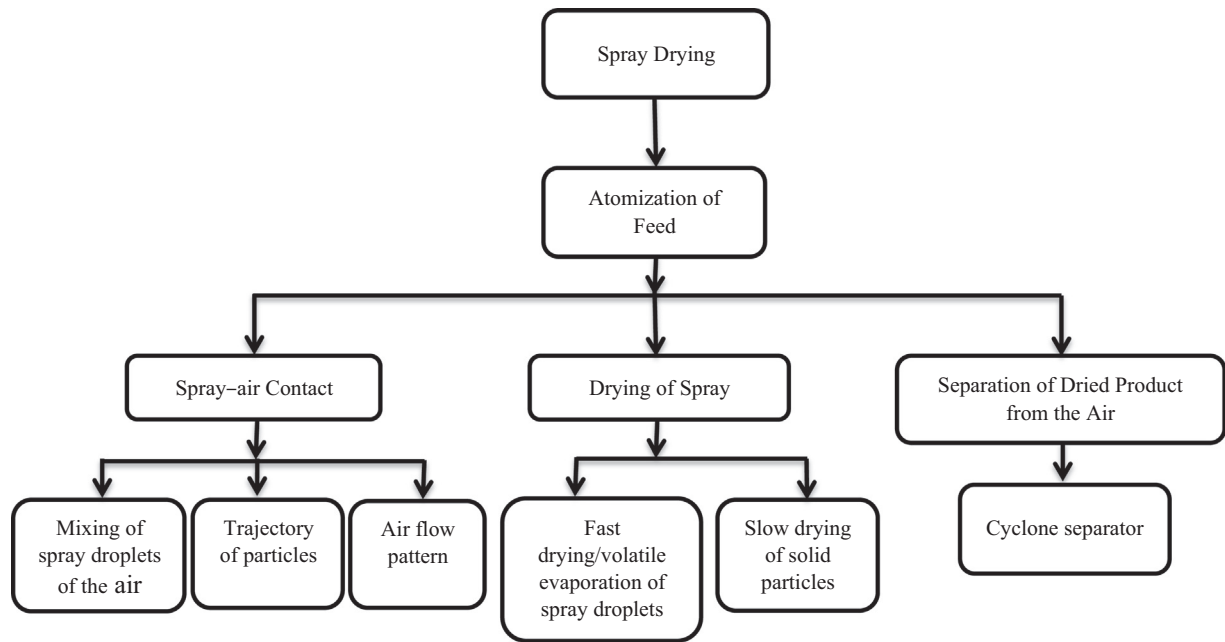 Spray Drying
Atomization of
Feed
Spray–air Contact
Drying of Spray
Separation of Dried Product
from the Air
Mixing of
spray droplets
of the air
Trajectory
of particles
Air flow
pattern
Fast
drying/volatile
evaporation of
spray droplets
Slow drying
of solid
particles
Cyclone separator